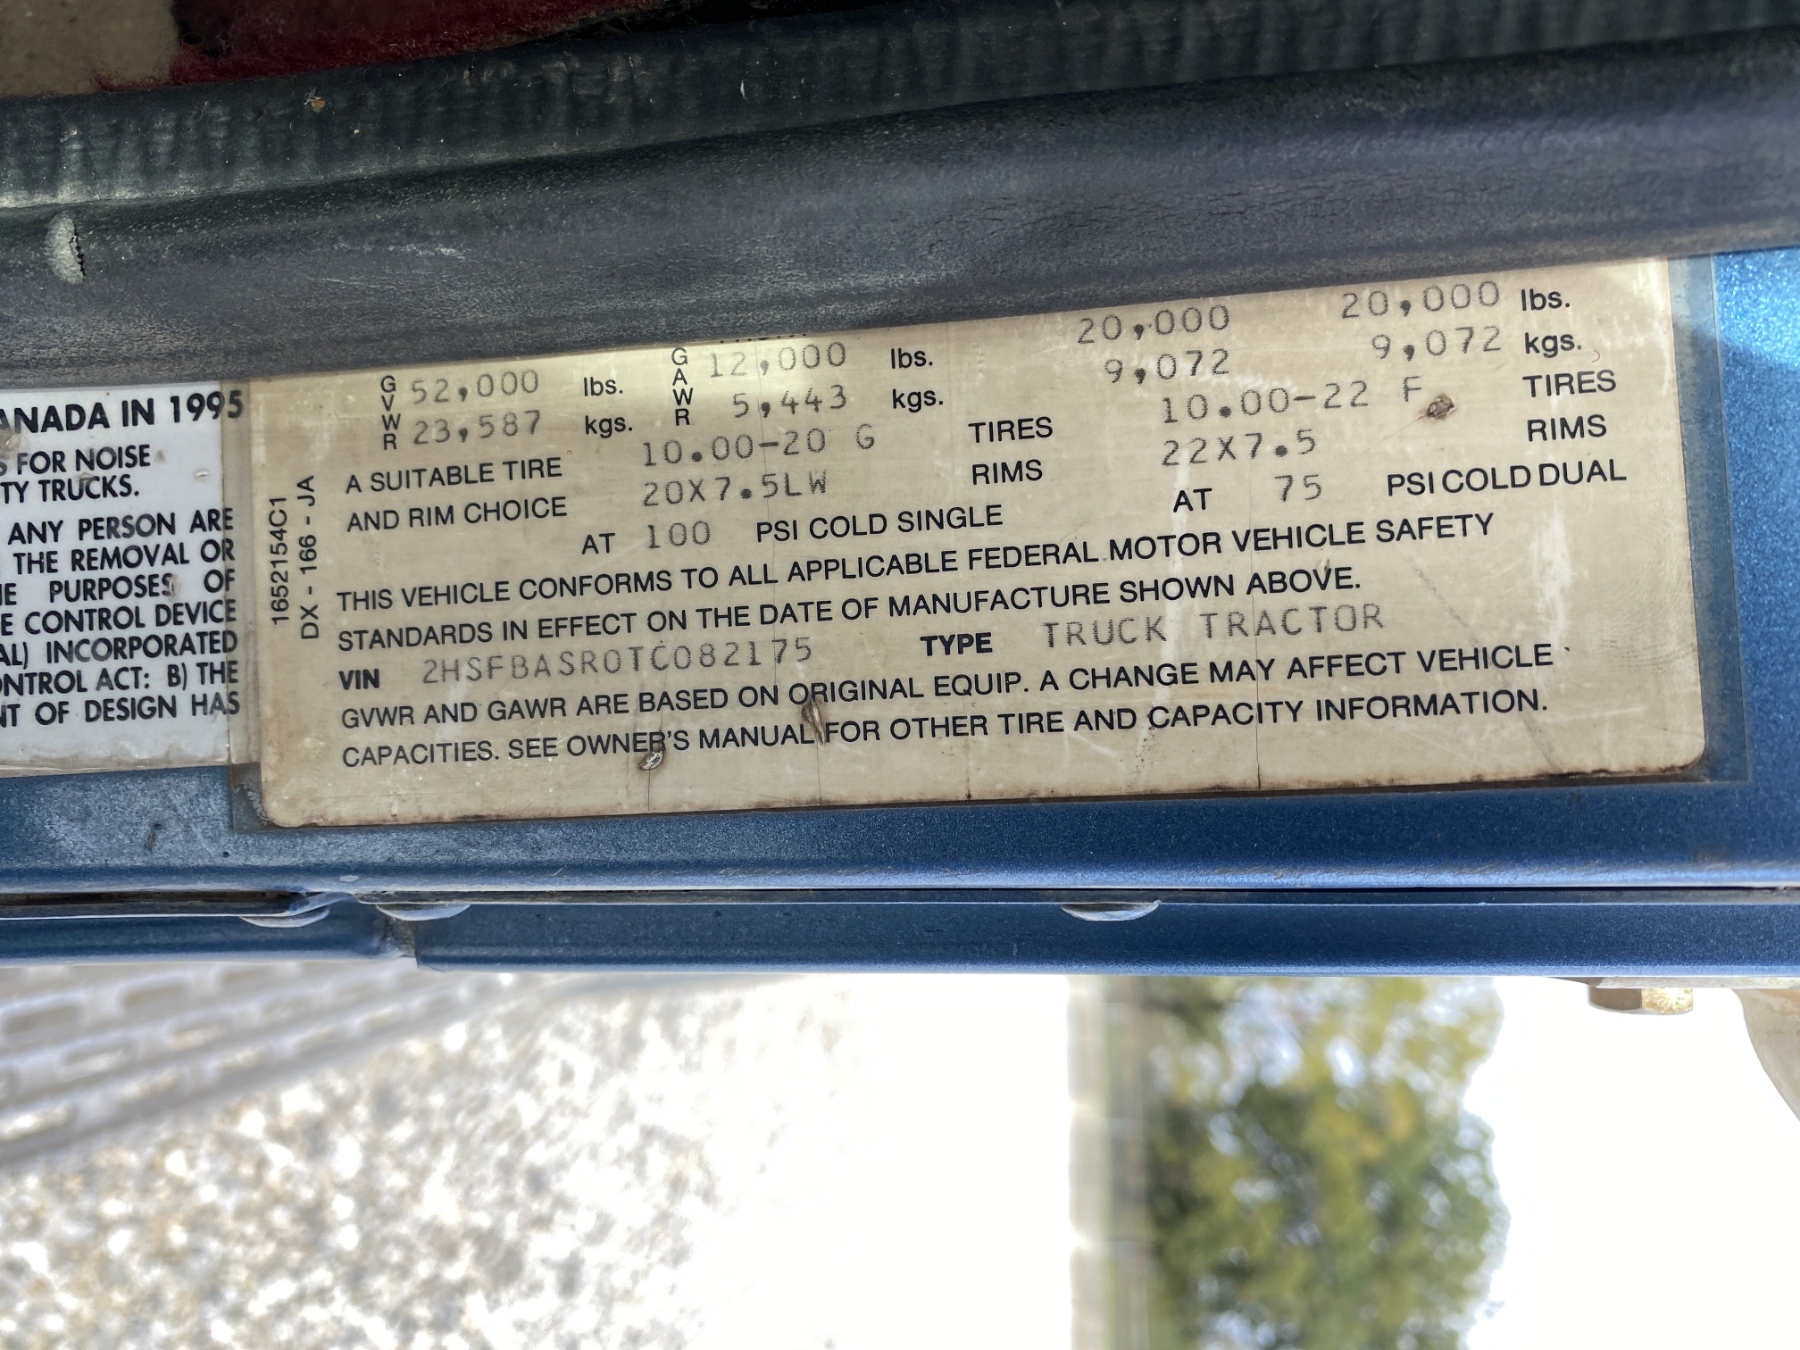 ANADA IN 1995
S FOR NOISE
TY TRUCKS.
ANY PERSON ARE
THE REMOVAL OR
E PURPOSES OF
E CONTROL DEVICE
AL) INCORPORATED
ONTROL ACT: B) THE
NT OF DESIGN HAS
1652154C1
DX - 166 - JA
GVWR 52,000 lbs. GAWR 12,000 lbs. 20,000 20,000 lbs.
23,587 kgs. 5,443 kgs. 9,072 9,072 kgs.
A SUITABLE TIRE 10.00-20 G TIRES 10.00-22 F TIRES
AND RIM CHOICE 20X7.5LW RIMS 22X7.5 RIMS
AT 100 PSI COLD SINGLE AT 75 PSI COLD DUAL
THIS VEHICLE CONFORMS TO ALL APPLICABLE FEDERAL MOTOR VEHICLE SAFETY
STANDARDS IN EFFECT ON THE DATE OF MANUFACTURE SHOWN ABOVE.
VIN 2HSFBASR0TC082175 TYPE TRUCK TRACTOR
GVWR AND GAWR ARE BASED ON ORIGINAL EQUIP. A CHANGE MAY AFFECT VEHICLE
CAPACITIES. SEE OWNER'S MANUAL FOR OTHER TIRE AND CAPACITY INFORMATION.